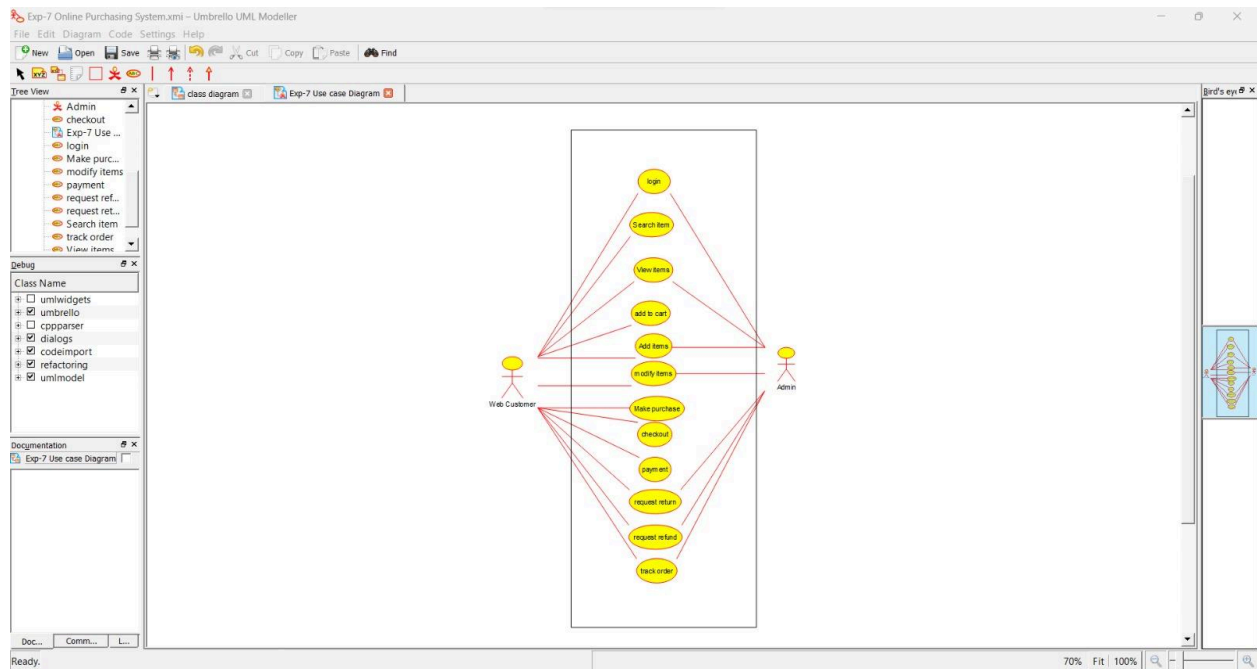 Exp-7 Online Purchasing System.xmi – Umbrello UML Modeller
File Edit Diagram Code Settings Help
New Open Save Cut Copy Paste Find
Tree View
class diagram
Exp-7 Use case Diagram
Bird's eye
Admin
checkout
Exp-7 Use ...
login
Make purc...
modify items
payment
request ref...
request ret...
Search item
track order
View items
Debug
Class Name
umlwidgets
umbrello
cppparser
dialogs
codeimport
refactoring
umlmodel
Documentation
Exp-7 Use case Diagram
Doc... Comm... L...
login
Search item
View items
add to cart
Add items
modify items
Make purchase
checkout
payment
request return
request refund
track order
Web Customer
Admin
Ready.
70% Fit 100%